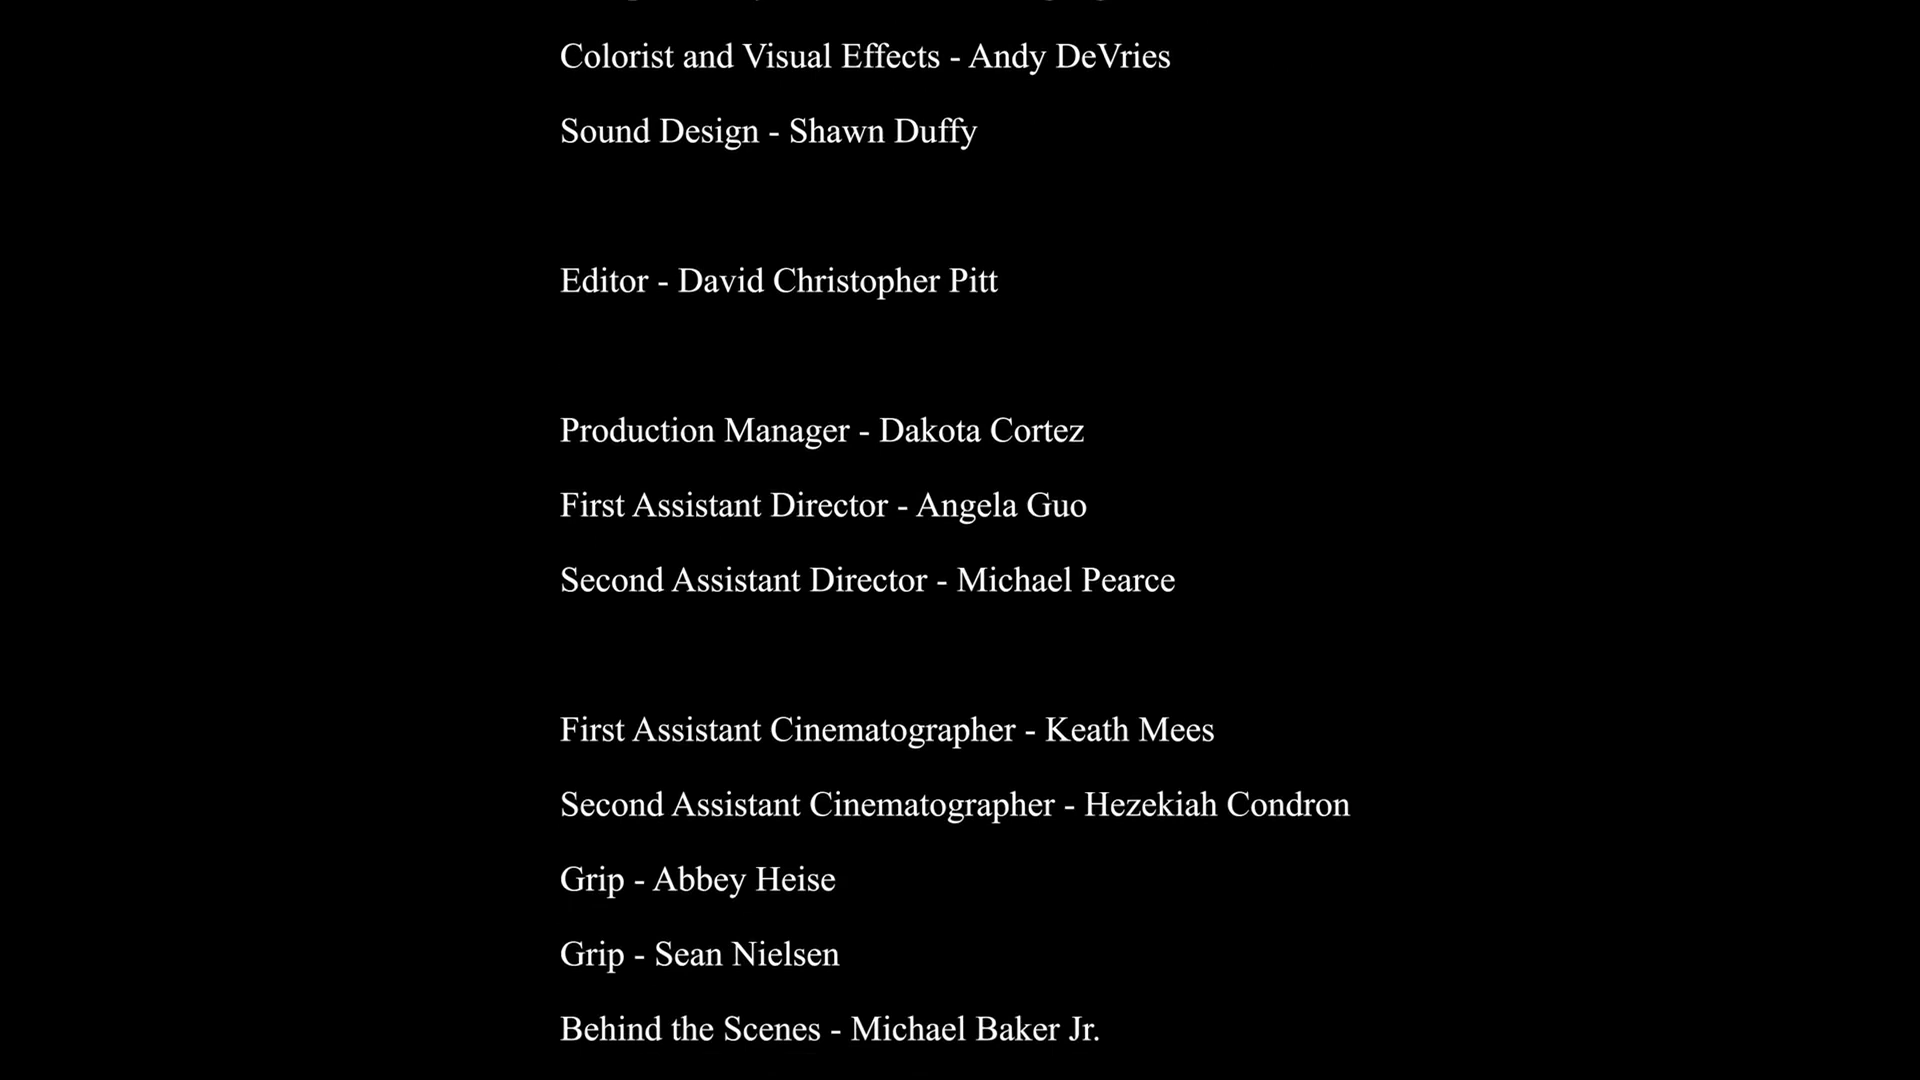 Colorist and Visual Effects - Andy DeVries
Sound Design - Shawn Duffy
Editor - David Christopher Pitt
Production Manager - Dakota Cortez
First Assistant Director - Angela Guo
Second Assistant Director - Michael Pearce
First Assistant Cinematographer - Keath Mees
Second Assistant Cinematographer - Hezekiah Condron
Grip - Abbey Heise
Grip - Sean Nielsen
Behind the Scenes - Michael Baker Jr.